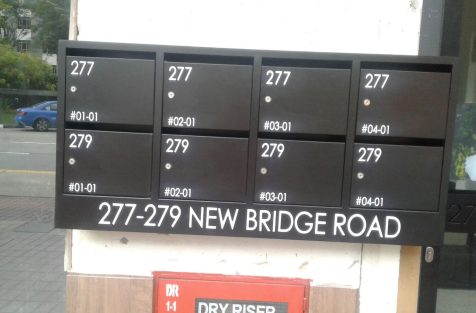 277 277 277 277
#01-01 #02-01 #03-01 #04-01
279 279 279 279
#01-01 #02-01 #03-01 #04-01
277-279 NEW BRIDGE ROAD
DR
1-1
DRY RISER